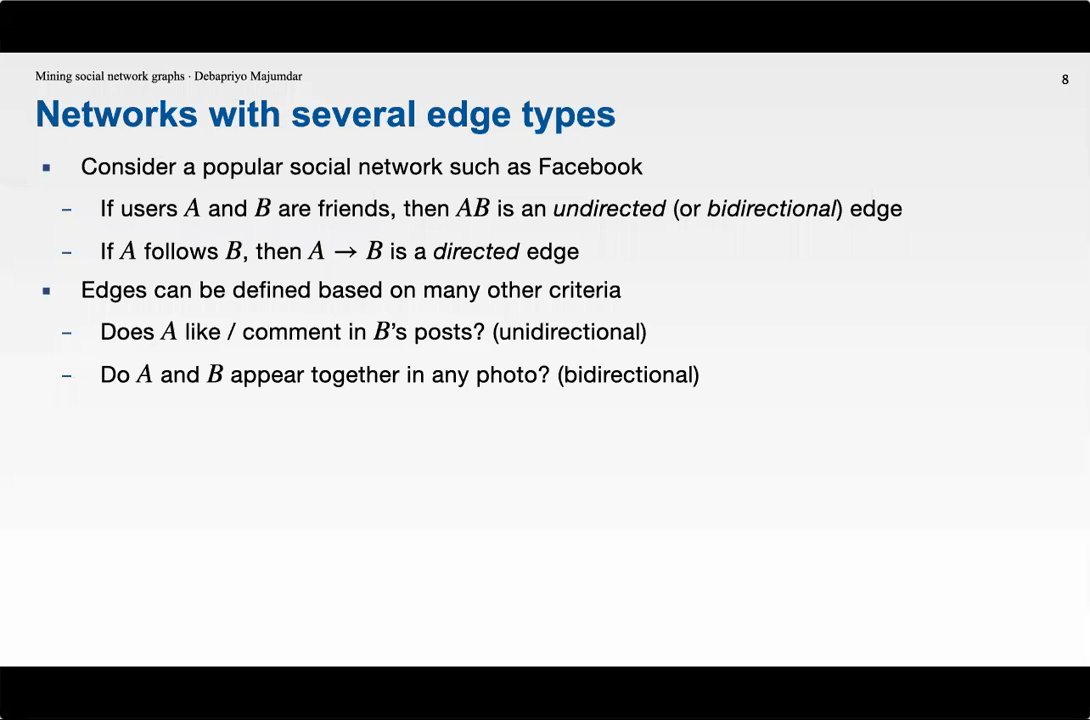 Mining social network graphs · Debapriyo Majumdar
8
Networks with several edge types
▪ Consider a popular social network such as Facebook
– If users A and B are friends, then AB is an undirected (or bidirectional) edge
– If A follows B, then A → B is a directed edge
▪ Edges can be defined based on many other criteria
– Does A like / comment in B's posts? (unidirectional)
– Do A and B appear together in any photo? (bidirectional)